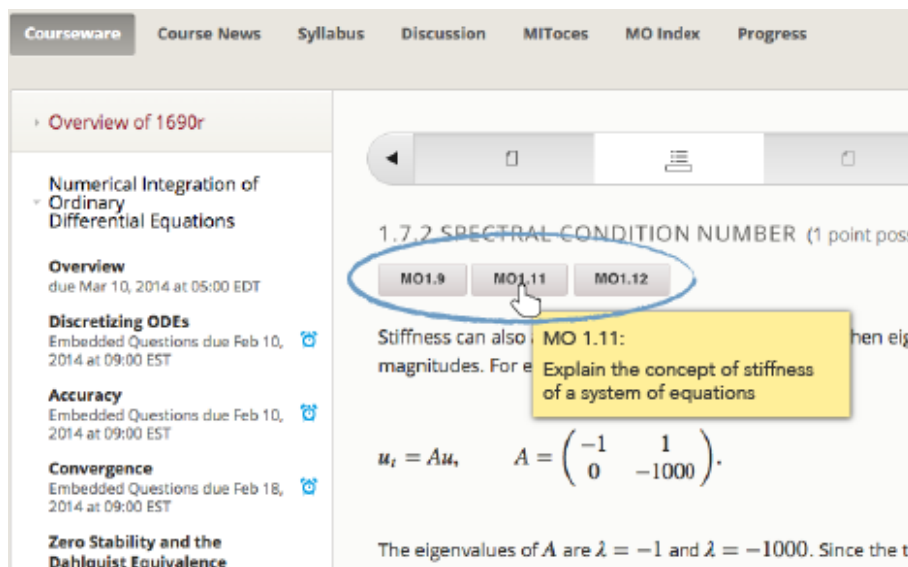 Courseware Course News Syllabus Discussion MIToces MO Index Progress
Overview of 1690r
Numerical Integration of
Ordinary
Differential Equations
Overview
due Mar 10, 2014 at 05:00 EDT
Discretizing ODEs
Embedded Questions due Feb 10,
2014 at 09:00 EST
Accuracy
Embedded Questions due Feb 10,
2014 at 09:00 EST
Convergence
Embedded Questions due Feb 18,
2014 at 09:00 EST
Zero Stability and the
Dahlquist Equivalence
1.7.2 SPECTRAL CONDITION NUMBER (1 point poss
MO1.9 MO1.11 MO1.12
Stiffness can also
magnitudes. For e
MO 1.11:
Explain the concept of stiffness
of a system of equations
u_t = Au, A = ( −1 1
0 −1000 ).
The eigenvalues of A are λ = −1 and λ = −1000. Since the t